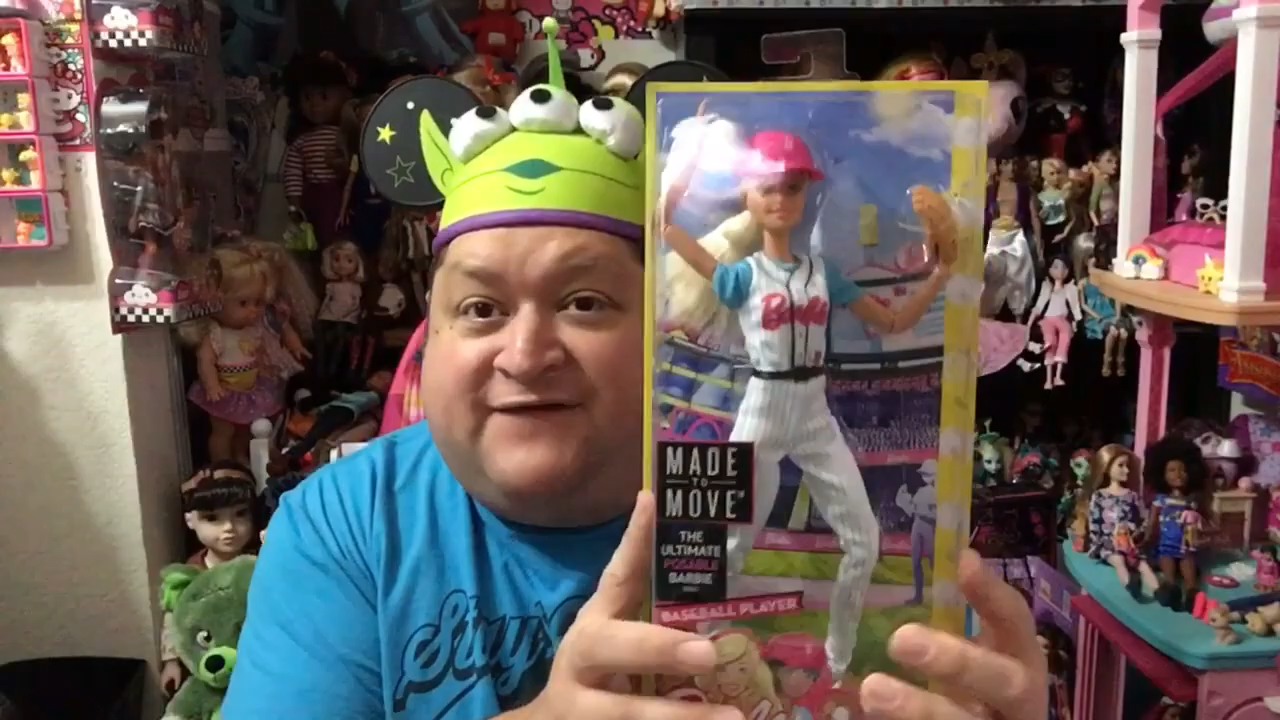 Barbie
MADE
TO
MOVE
THE
ULTIMATE
POSABLE
BARBIE
BASEBALL PLAYER